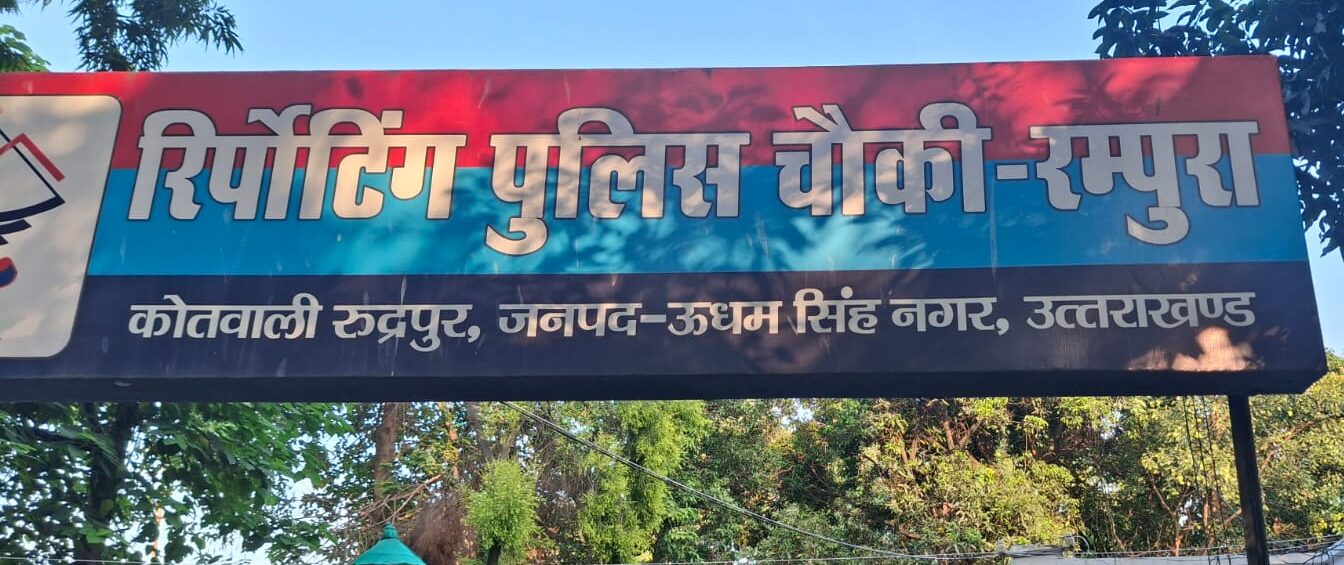 रिर्पोटिंग पुलिस चौकी-रम्पुरा
कोतवाली रुद्रपुर, जनपद-ऊधम सिंह नगर, उत्तराखण्ड